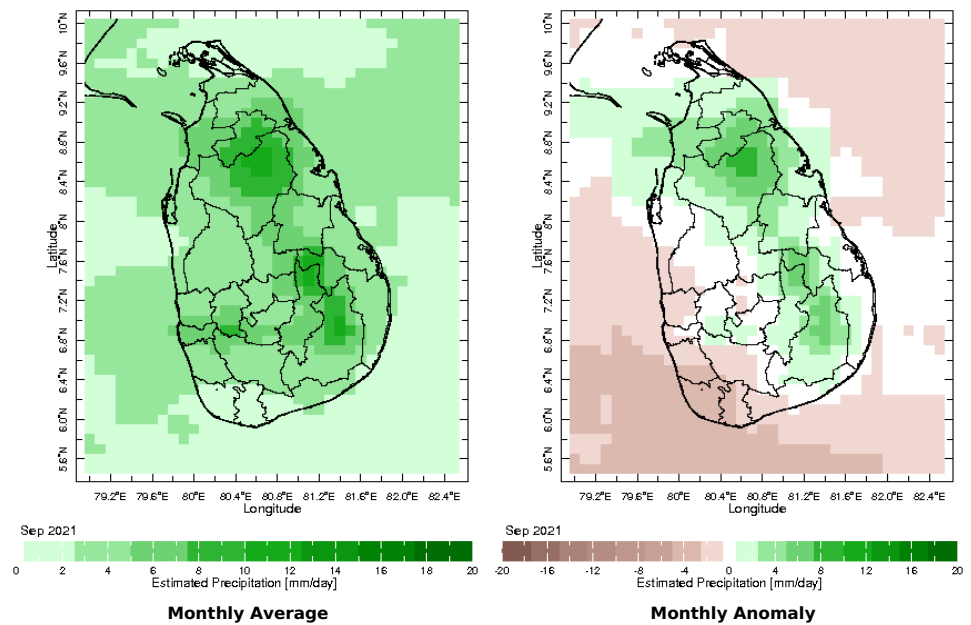 10°N
9.6°N
9.2°N
8.8°N
8.4°N
8°N
7.6°N
7.2°N
6.8°N
6.4°N
6.0°N
5.6°N
Latitude
79.2°E 79.6°E 80°E 80.4°E 80.8°E 81.2°E 81.6°E 82.0°E 82.4°E
Longitude
Sep 2021
0 2 4 6 8 10 12 14 16 18 20
Estimated Precipitation [mm/day]
Monthly Average
10°N
9.6°N
9.2°N
8.8°N
8.4°N
8°N
7.6°N
7.2°N
6.8°N
6.4°N
6.0°N
5.6°N
Latitude
79.2°E 79.6°E 80°E 80.4°E 80.8°E 81.2°E 81.6°E 82.0°E 82.4°E
Longitude
Sep 2021
-20 -16 -12 -8 -4 0 4 8 12 16 20
Estimated Precipitation [mm/day]
Monthly Anomaly